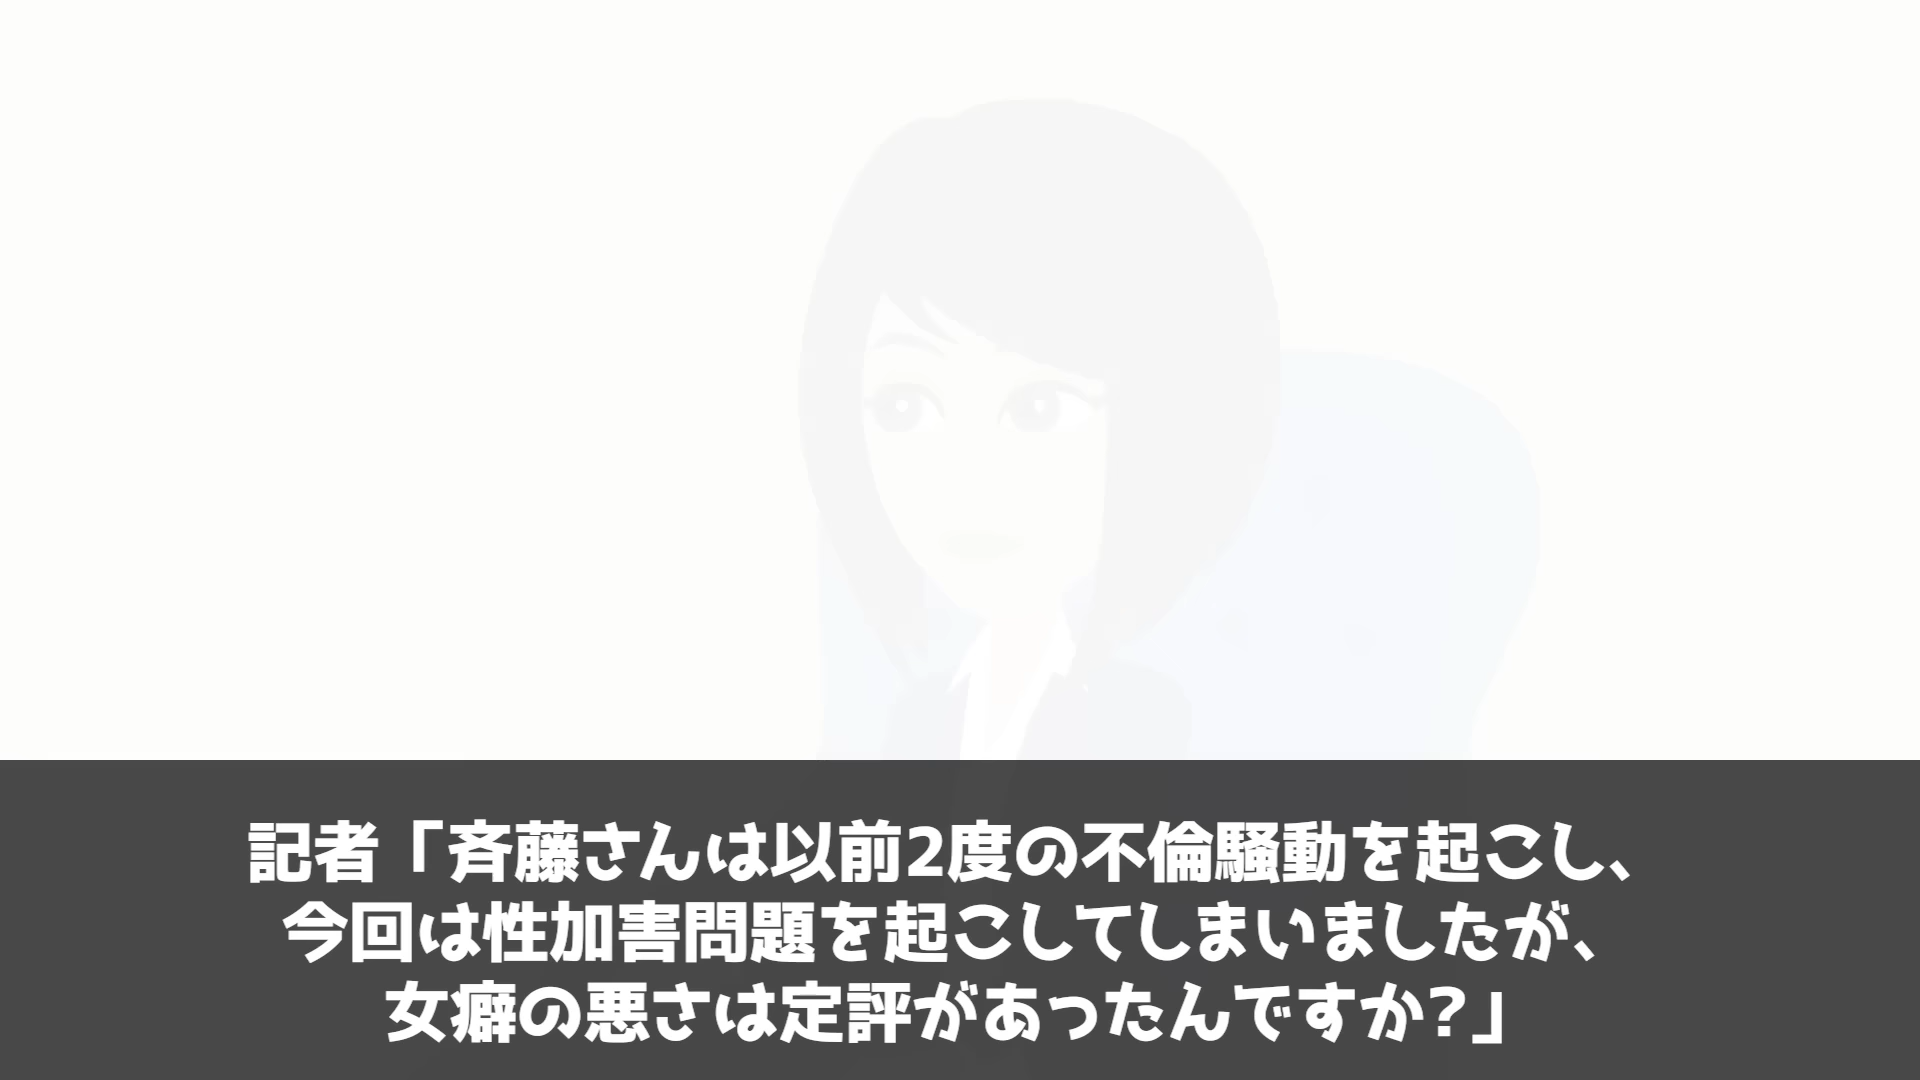 記者「斉藤さんは以前2度の不倫騒動を起こし、
今回は性加害問題を起こしてしまいましたが、
女癖の悪さは定評があったんですか?」